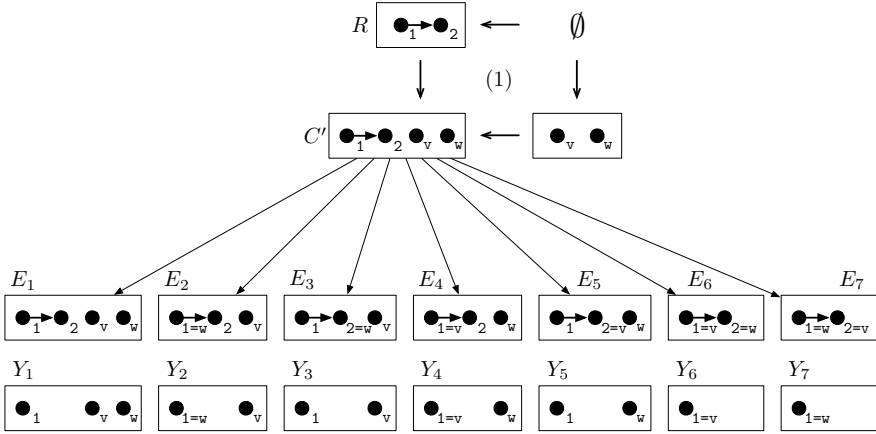 R 1 2 ∅
(1)
C′ 1 2 v w v w
E₁ E₂ E₃ E₄ E₅ E₆ E₇
1 2 v w 1=w 2 v 1 2=w v 1=v 2 w 1 2=v w 1=v 2=w 1=w 2=v
Y₁ Y₂ Y₃ Y₄ Y₅ Y₆ Y₇
1 v w 1=w v 1 v 1=v w 1 w 1=v 1=w